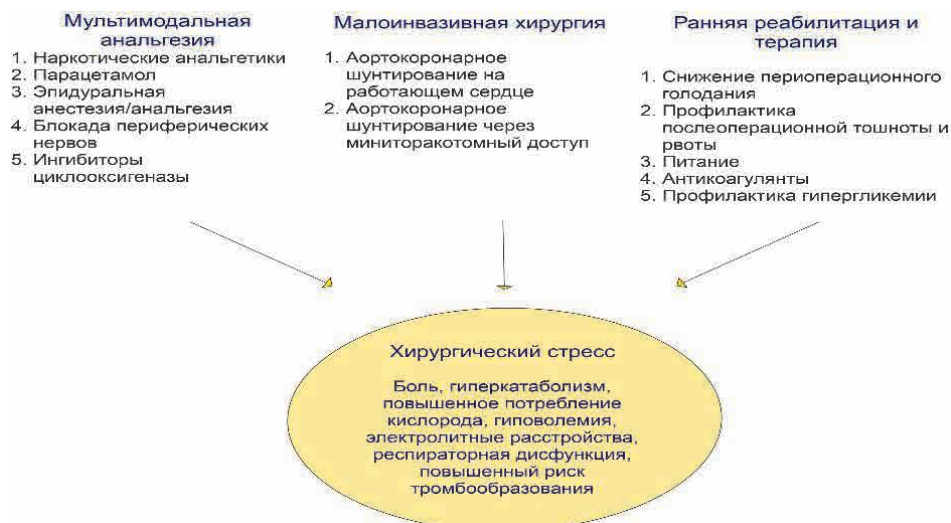 Мультимодальная
анальгезия
1. Наркотические анальгетики
2. Парацетамол
3. Эпидуральная
анестезия/анальгезия
4. Блокада периферических
нервов
5. Ингибиторы
циклооксигеназы
Малоинвазивная хирургия
1. Аортокоронарное
шунтирование на
работающем сердце
2. Аортокоронарное
шунтирование через
миниторакотомный доступ
Ранняя реабилитация и
терапия
1. Снижение периоперационного
голодания
2. Профилактика
послеоперационной тошноты и
рвоты
3. Питание
4. Антикоагулянты
5. Профилактика гипергликемии
Хирургический стресс
Боль, гиперкатаболизм,
повышенное потребление
кислорода, гиповолемия,
электролитные расстройства,
респираторная дисфункция,
повышенный риск
тромбообразования